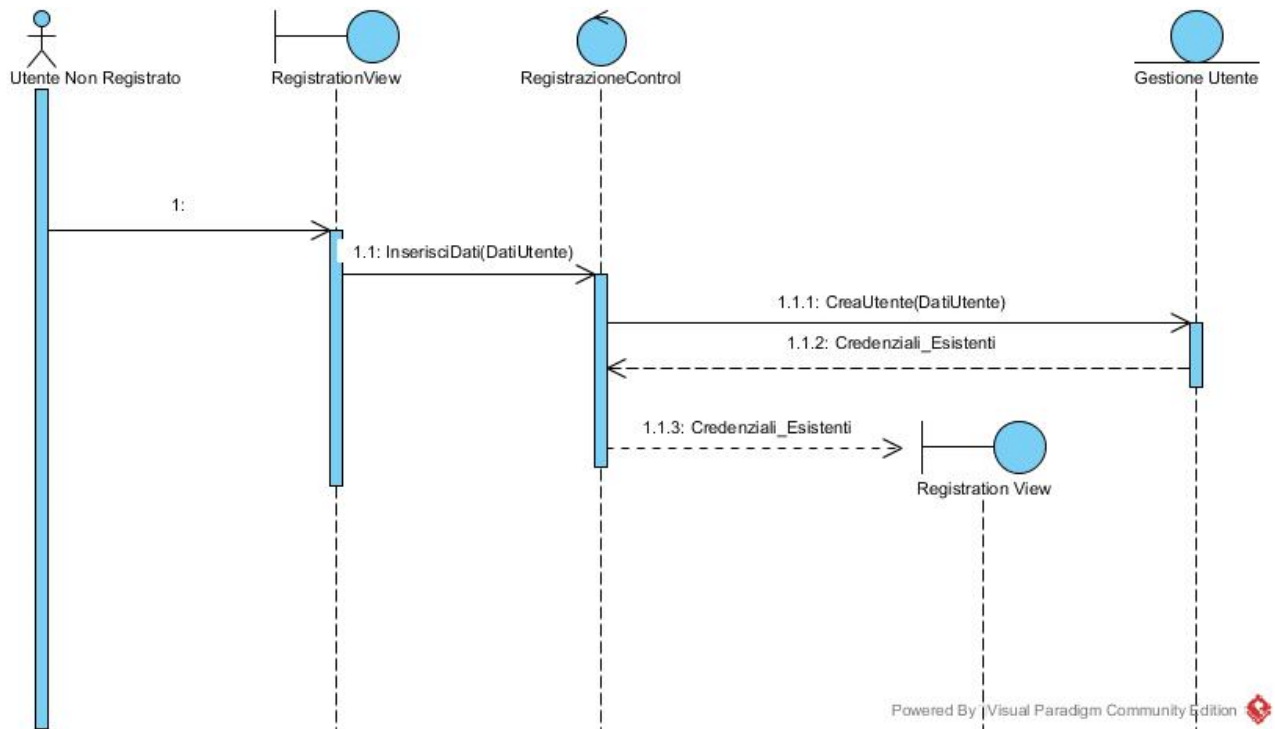 Utente Non Registrato
RegistrationView
RegistrazioneControl
Gestione Utente
1:
1.1: InserisciDati(DatiUtente)
1.1.1: CreaUtente(DatiUtente)
1.1.2: Credenziali_Esistenti
1.1.3: Credenziali_Esistenti
Registration View
Powered By Visual Paradigm Community Edition